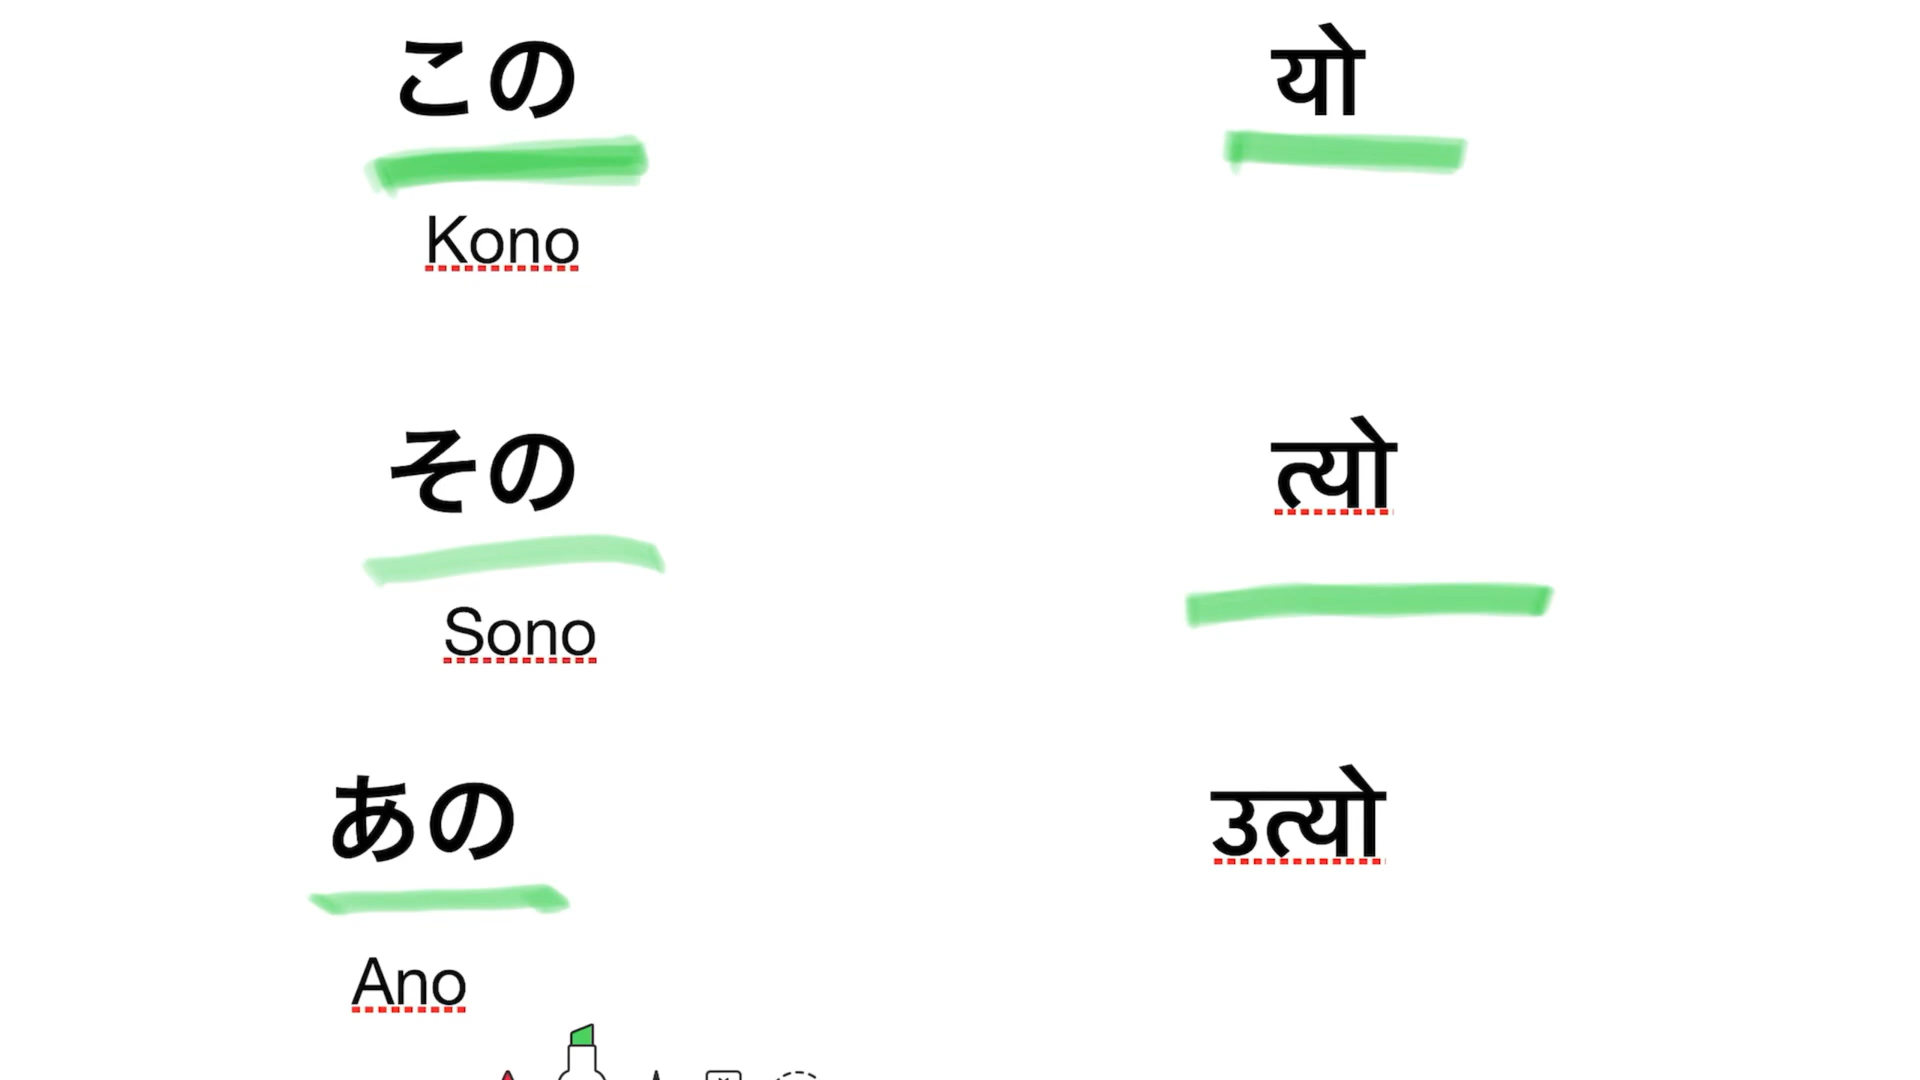 この यो
Kono
その त्यो
Sono
あの उत्यो
Ano